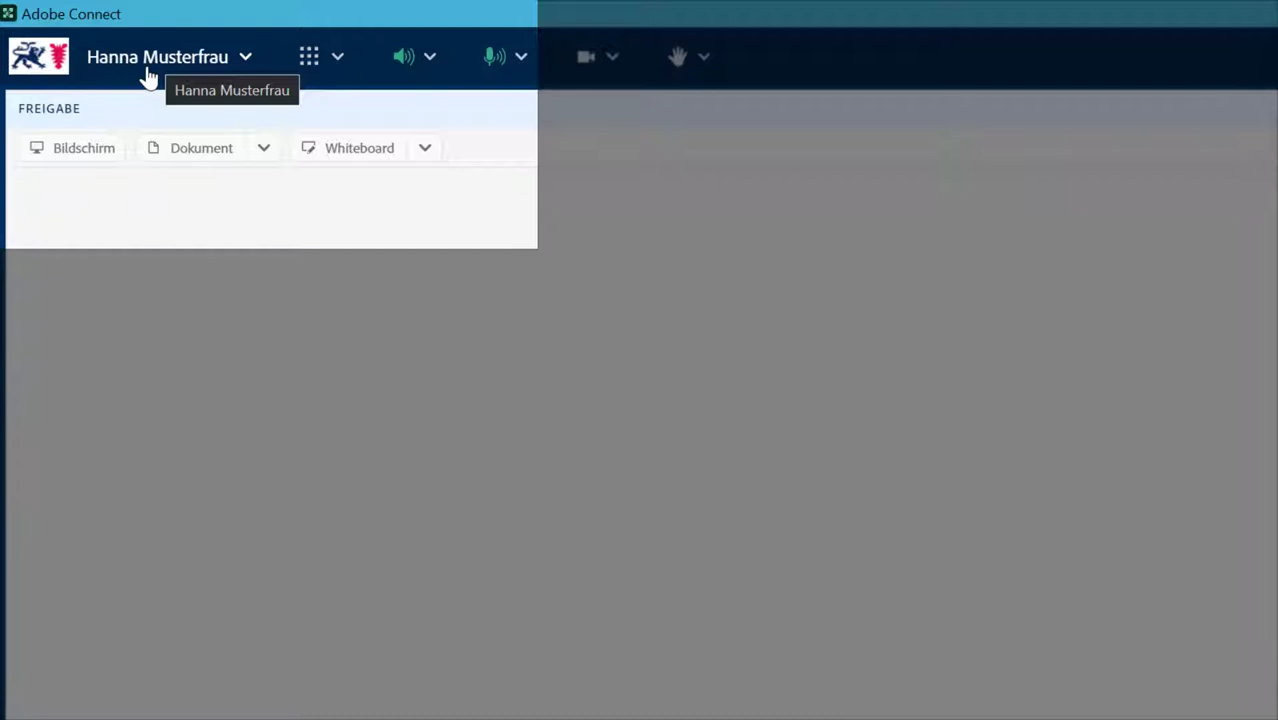 Adobe Connect
Hanna Musterfrau
Hanna Musterfrau
FREIGABE
Bildschirm Dokument Whiteboard